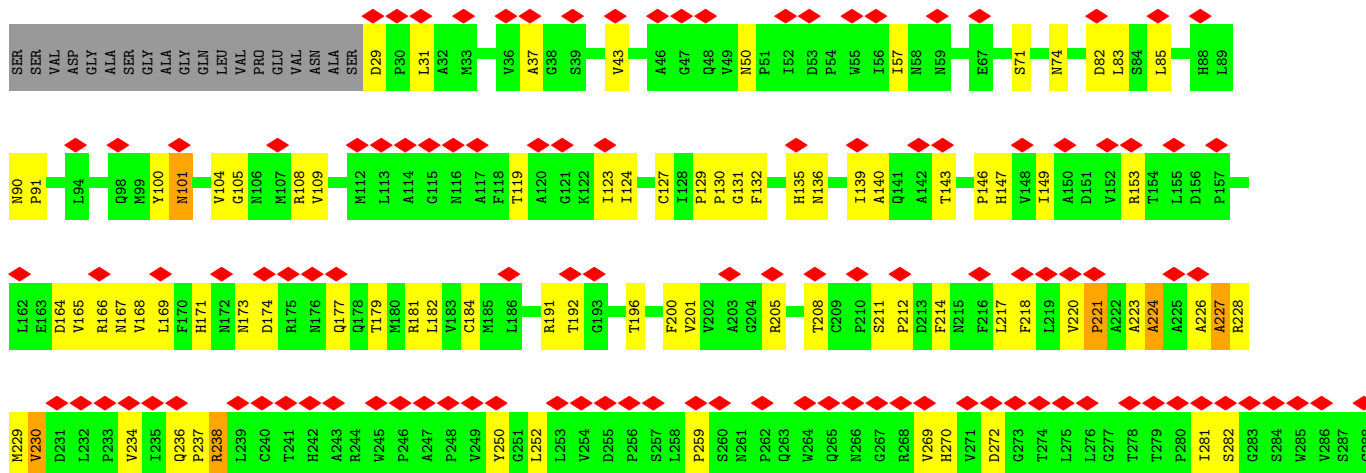 SER SER VAL ASP GLY ALA SER GLY ALA GLY GLN LEU VAL PRO GLU VAL ASN ALA SER D29 P30 L31 A32 M33 V36 A37 G38 S39 V43 A46 G47 Q48 V49 N50 P51 I52 D53 P54 W55 I56 I57 N58 N59 E67 S71 N74 D82 L83 S84 L85 H88 L89
N90 P91 L94 Q98 M99 Y100 N101 V104 G105 N106 M107 R108 V109 M112 L113 A114 G115 N116 A117 F118 T119 A120 G121 K122 I123 I124 C127 I128 P129 P130 G131 F132 H135 N136 I139 A140 Q141 A142 T143 P146 H147 V148 I149 A150 D151 V152 R153 T154 L155 D156 P157
L162 E163 D164 V165 R166 N167 V168 L169 F170 H171 N172 N173 D174 R175 N176 Q177 Q178 T179 M180 R181 L182 V183 C184 M185 L186 R191 T192 G193 T196 F200 V201 V202 A203 G204 R205 T208 C209 P210 S211 P212 D213 F214 N215 F216 L217 F218 L219 V220 P221 A222 A223 A224 A225 A226 A227 R228
M229 V230 D231 L232 P233 V234 I235 Q236 P237 R238 L239 C240 T241 H242 A243 R244 W245 P246 A247 P248 V249 Y250 G251 L252 L253 V254 D255 P256 S257 L258 P259 S260 N261 P262 Q263 W264 Q265 N266 G267 R268 V269 H270 V271 D272 G273 T274 L275 L276 G277 T278 T279 P280 I281 S282 G283 S284 W285 V286 S287